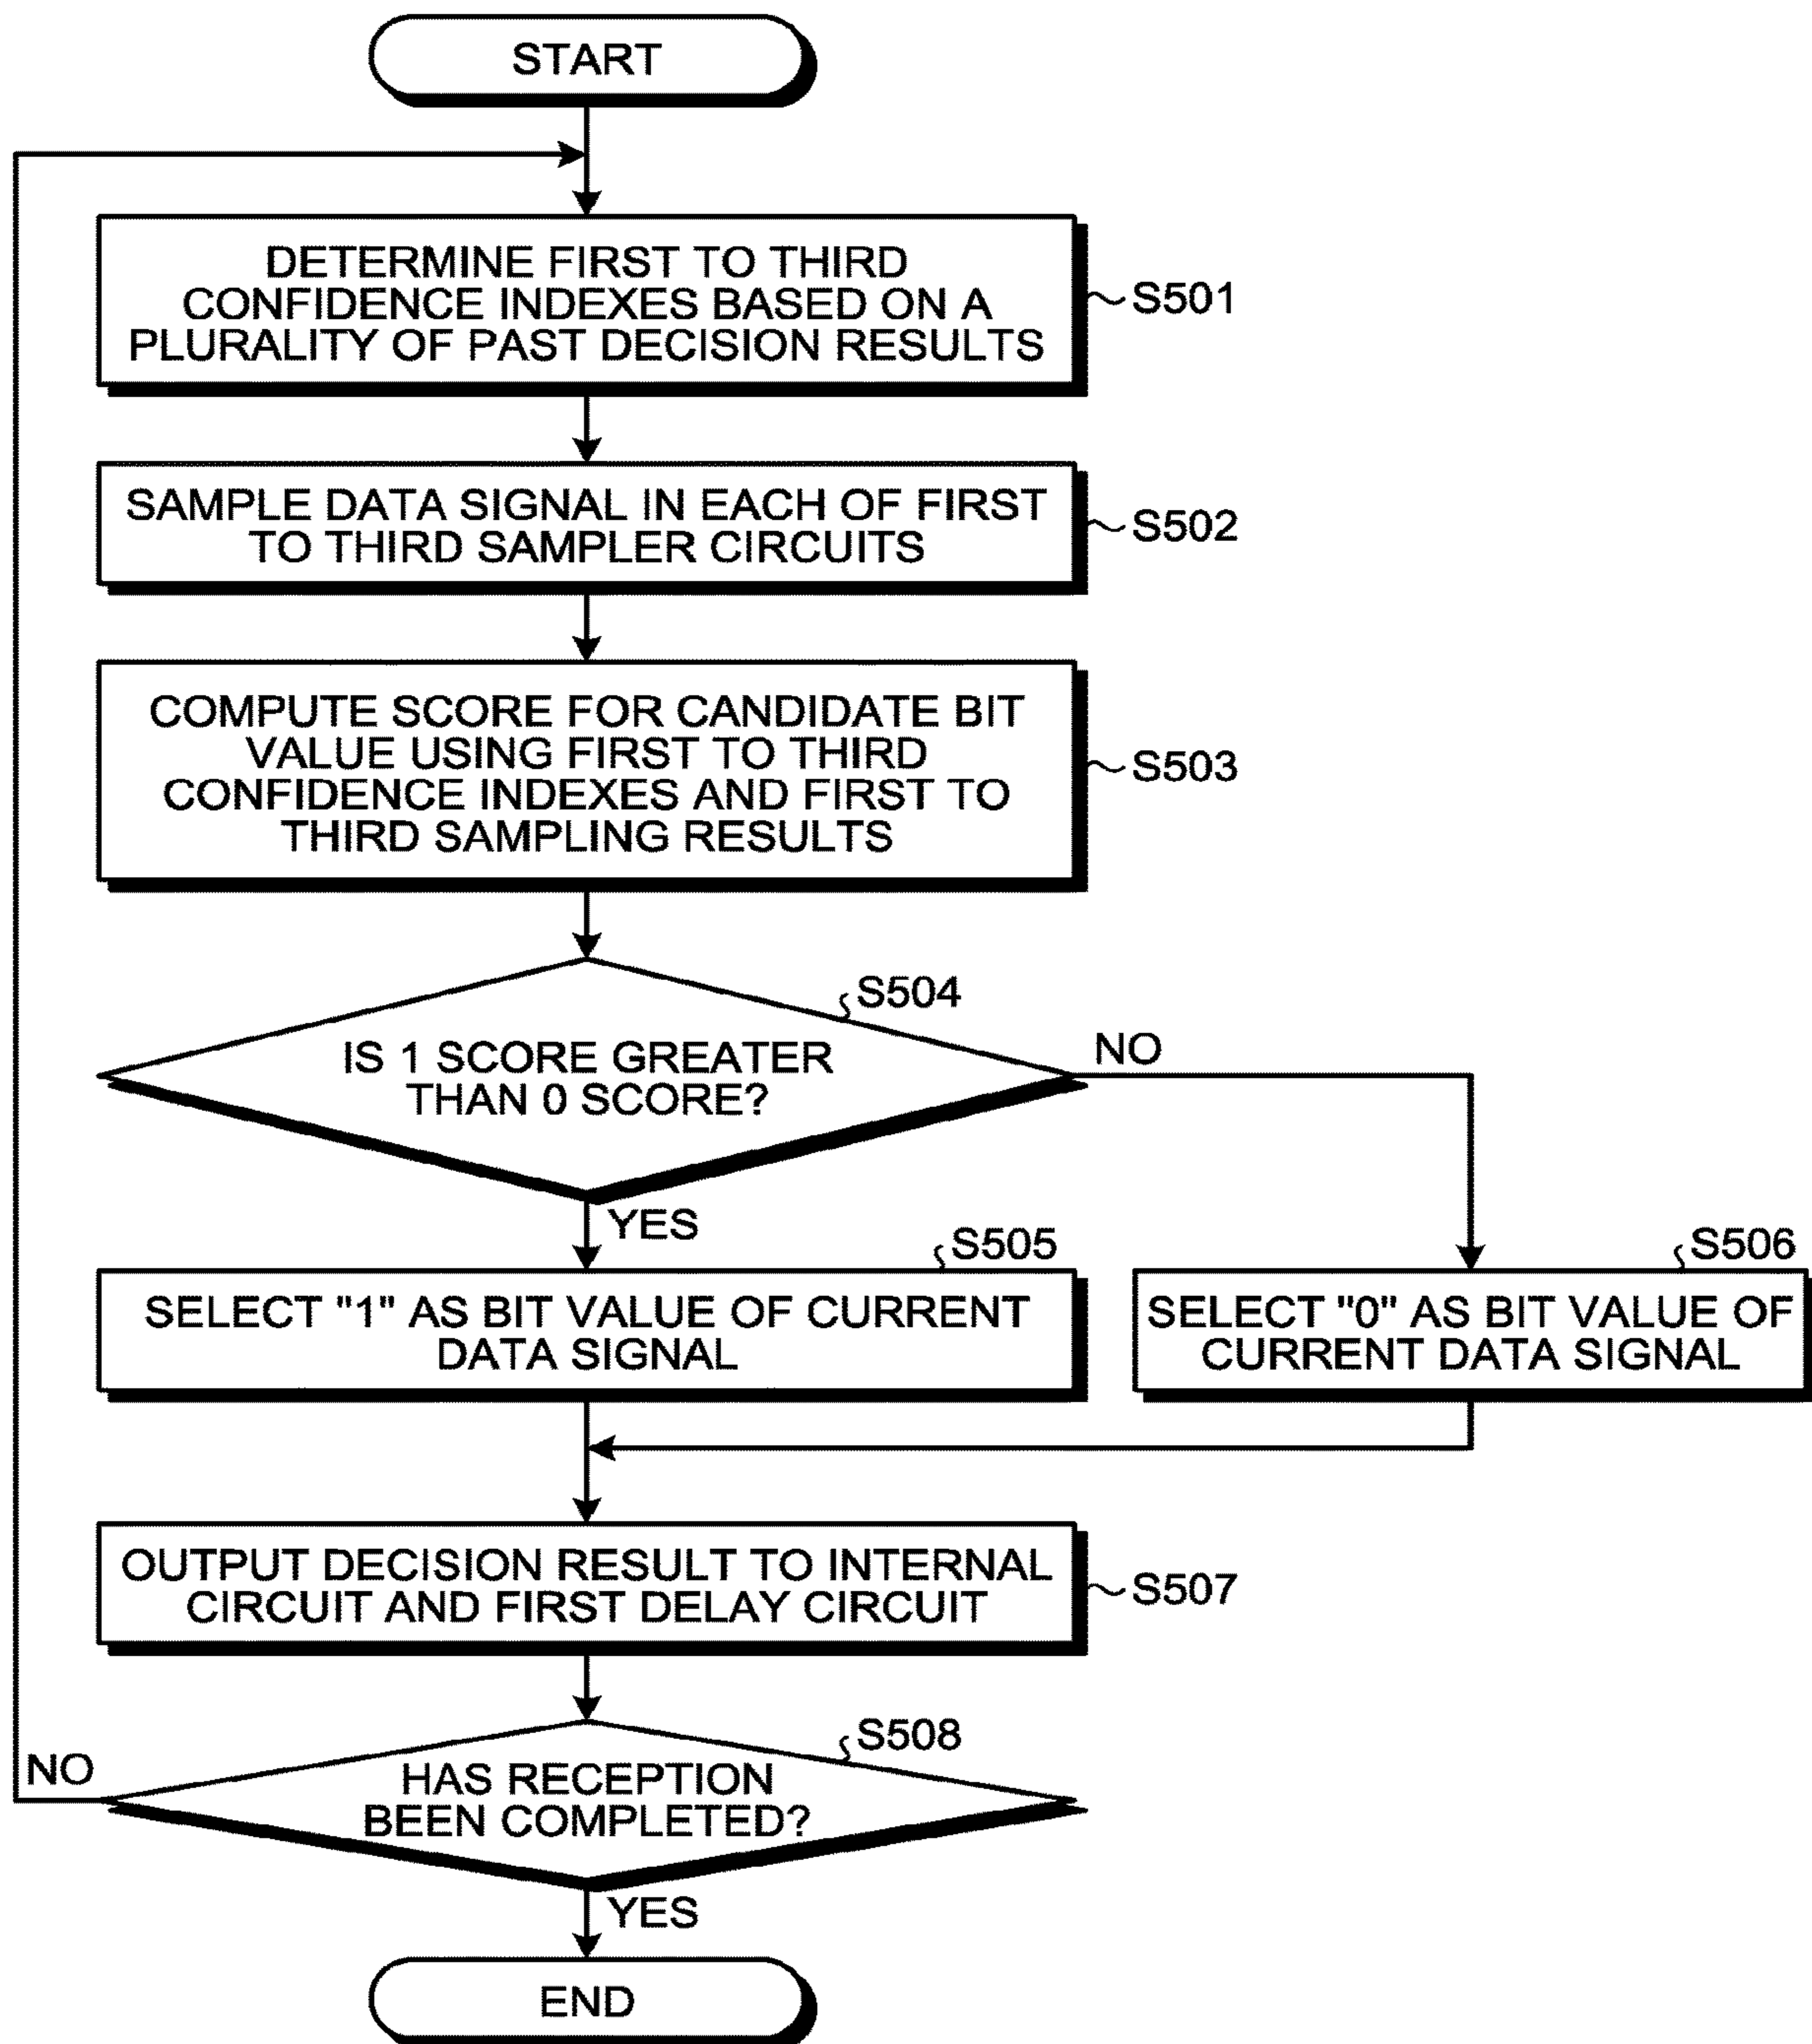 START
DETERMINE FIRST TO THIRD
CONFIDENCE INDEXES BASED ON A
PLURALITY OF PAST DECISION RESULTS
S501
SAMPLE DATA SIGNAL IN EACH OF FIRST
TO THIRD SAMPLER CIRCUITS
S502
COMPUTE SCORE FOR CANDIDATE BIT
VALUE USING FIRST TO THIRD
CONFIDENCE INDEXES AND FIRST TO
THIRD SAMPLING RESULTS
S503
S504
IS 1 SCORE GREATER
THAN 0 SCORE?
NO
YES
S505
SELECT "1" AS BIT VALUE OF CURRENT
DATA SIGNAL
S506
SELECT "0" AS BIT VALUE OF
CURRENT DATA SIGNAL
OUTPUT DECISION RESULT TO INTERNAL
CIRCUIT AND FIRST DELAY CIRCUIT
S507
S508
HAS RECEPTION
BEEN COMPLETED?
NO
YES
END